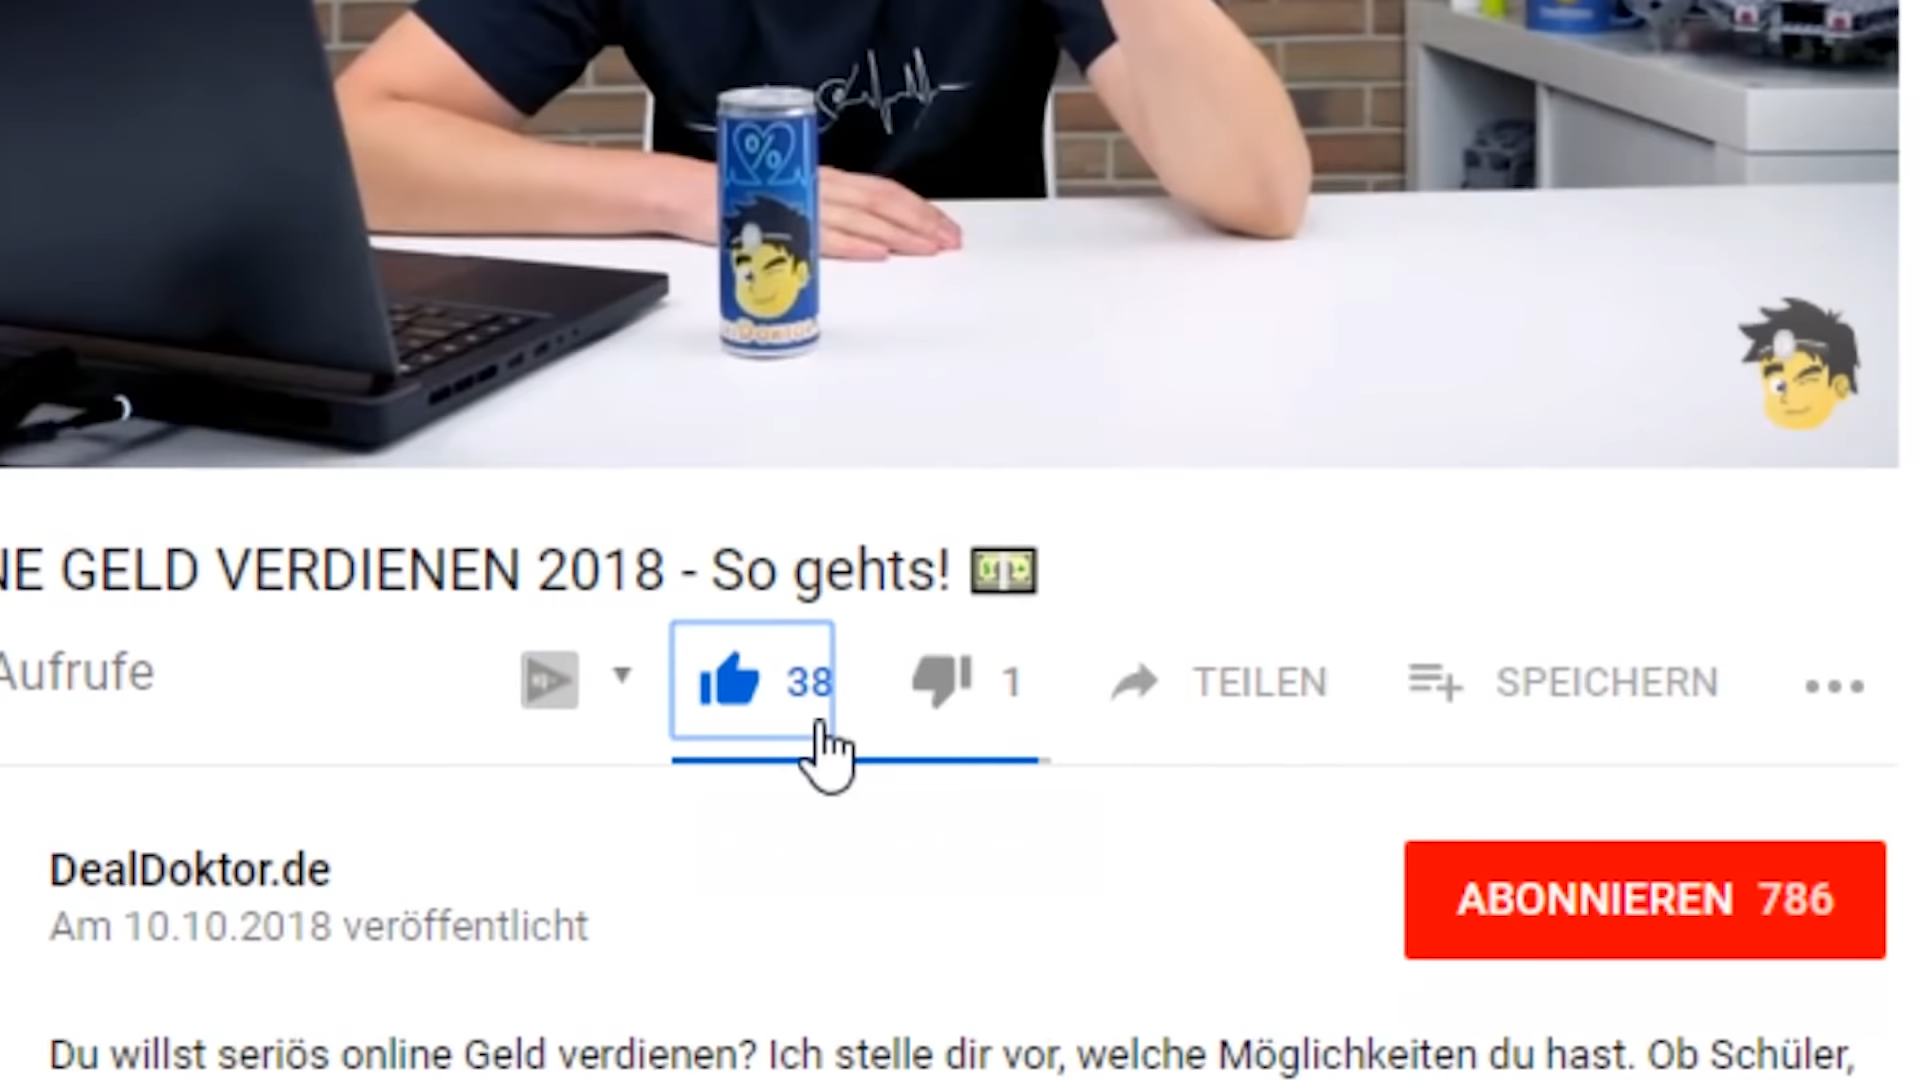 %
NE GELD VERDIENEN 2018 - So gehts!
Aufrufe
38
1
TEILEN
SPEICHERN
DealDoktor.de
Am 10.10.2018 veröffentlicht
ABONNIEREN 786
Du willst seriös online Geld verdienen? Ich stelle dir vor, welche Möglichkeiten du hast. Ob Schüler,